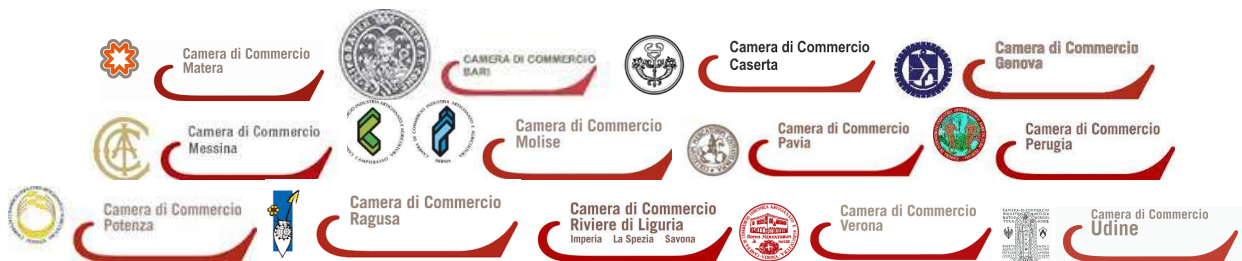 Camera di Commercio
Matera
CAMERA DI COMMERCIO
BARI
Camera di Commercio
Caserta
Camera di Commercio
Genova
Camera di Commercio
Messina
Camera di Commercio
Molise
Camera di Commercio
Pavia
Camera di Commercio
Perugia
Camera di Commercio
Potenza
Camera di Commercio
Ragusa
Camera di Commercio
Riviere di Liguria
Imperia La Spezia Savona
Camera di Commercio
Verona
Camera di Commercio
Udine